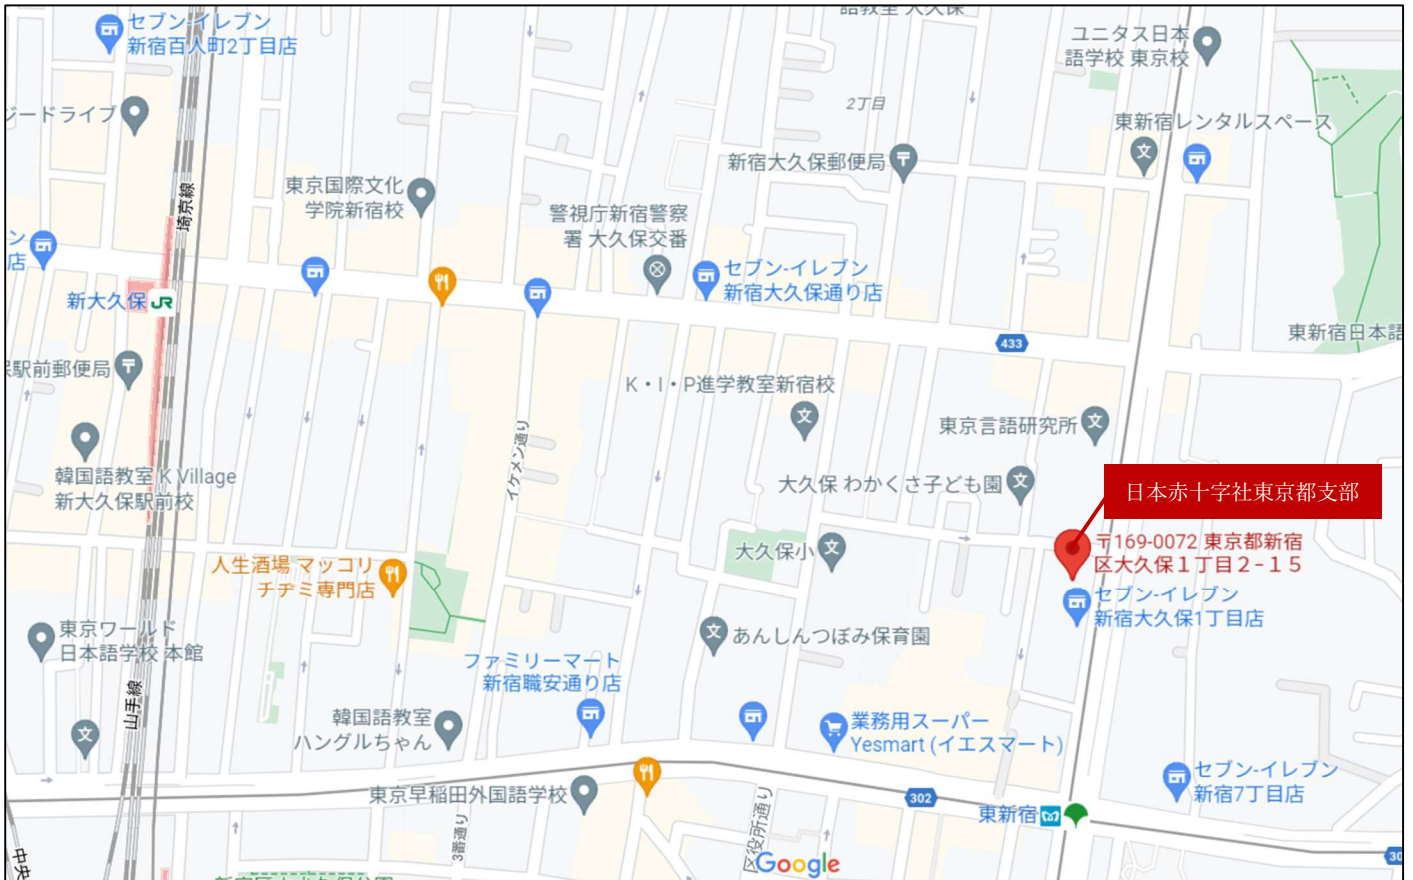 セブン-イレブン
新宿百人町2丁目店
ジードライブ
埼京線
東京国際文化
学院新宿校
2丁目
ユニタス日本
語学校 東京校
東新宿レンタルスペース
新宿大久保郵便局
警視庁新宿警察
署 大久保交番
セブン-イレブン
新宿大久保通り店
ン
店
新大久保
JR
433
東新宿日本語
駅前郵便局
K・I・P進学教室新宿校
東京言語研究所
イケメン通り
韓国語教室 K Village
新大久保駅前校
大久保 わかくさ子ども園
日本赤十字社東京都支部
大久保小
〒169-0072 東京都新宿
区大久保１丁目２−１５
人生酒場 マッコリ
チヂミ専門店
セブン-イレブン
新宿大久保1丁目店
東京ワールド
日本語学校 本館
あんしんつぼみ保育園
ファミリーマート
新宿職安通り店
山手線
韓国語教室
ハングルちゃん
業務用スーパー
Yesmart (イエスマート)
東京早稲田外国語学校
302
セブン-イレブン
新宿7丁目店
東新宿
3番通り
区役所通り
Google
中央
30